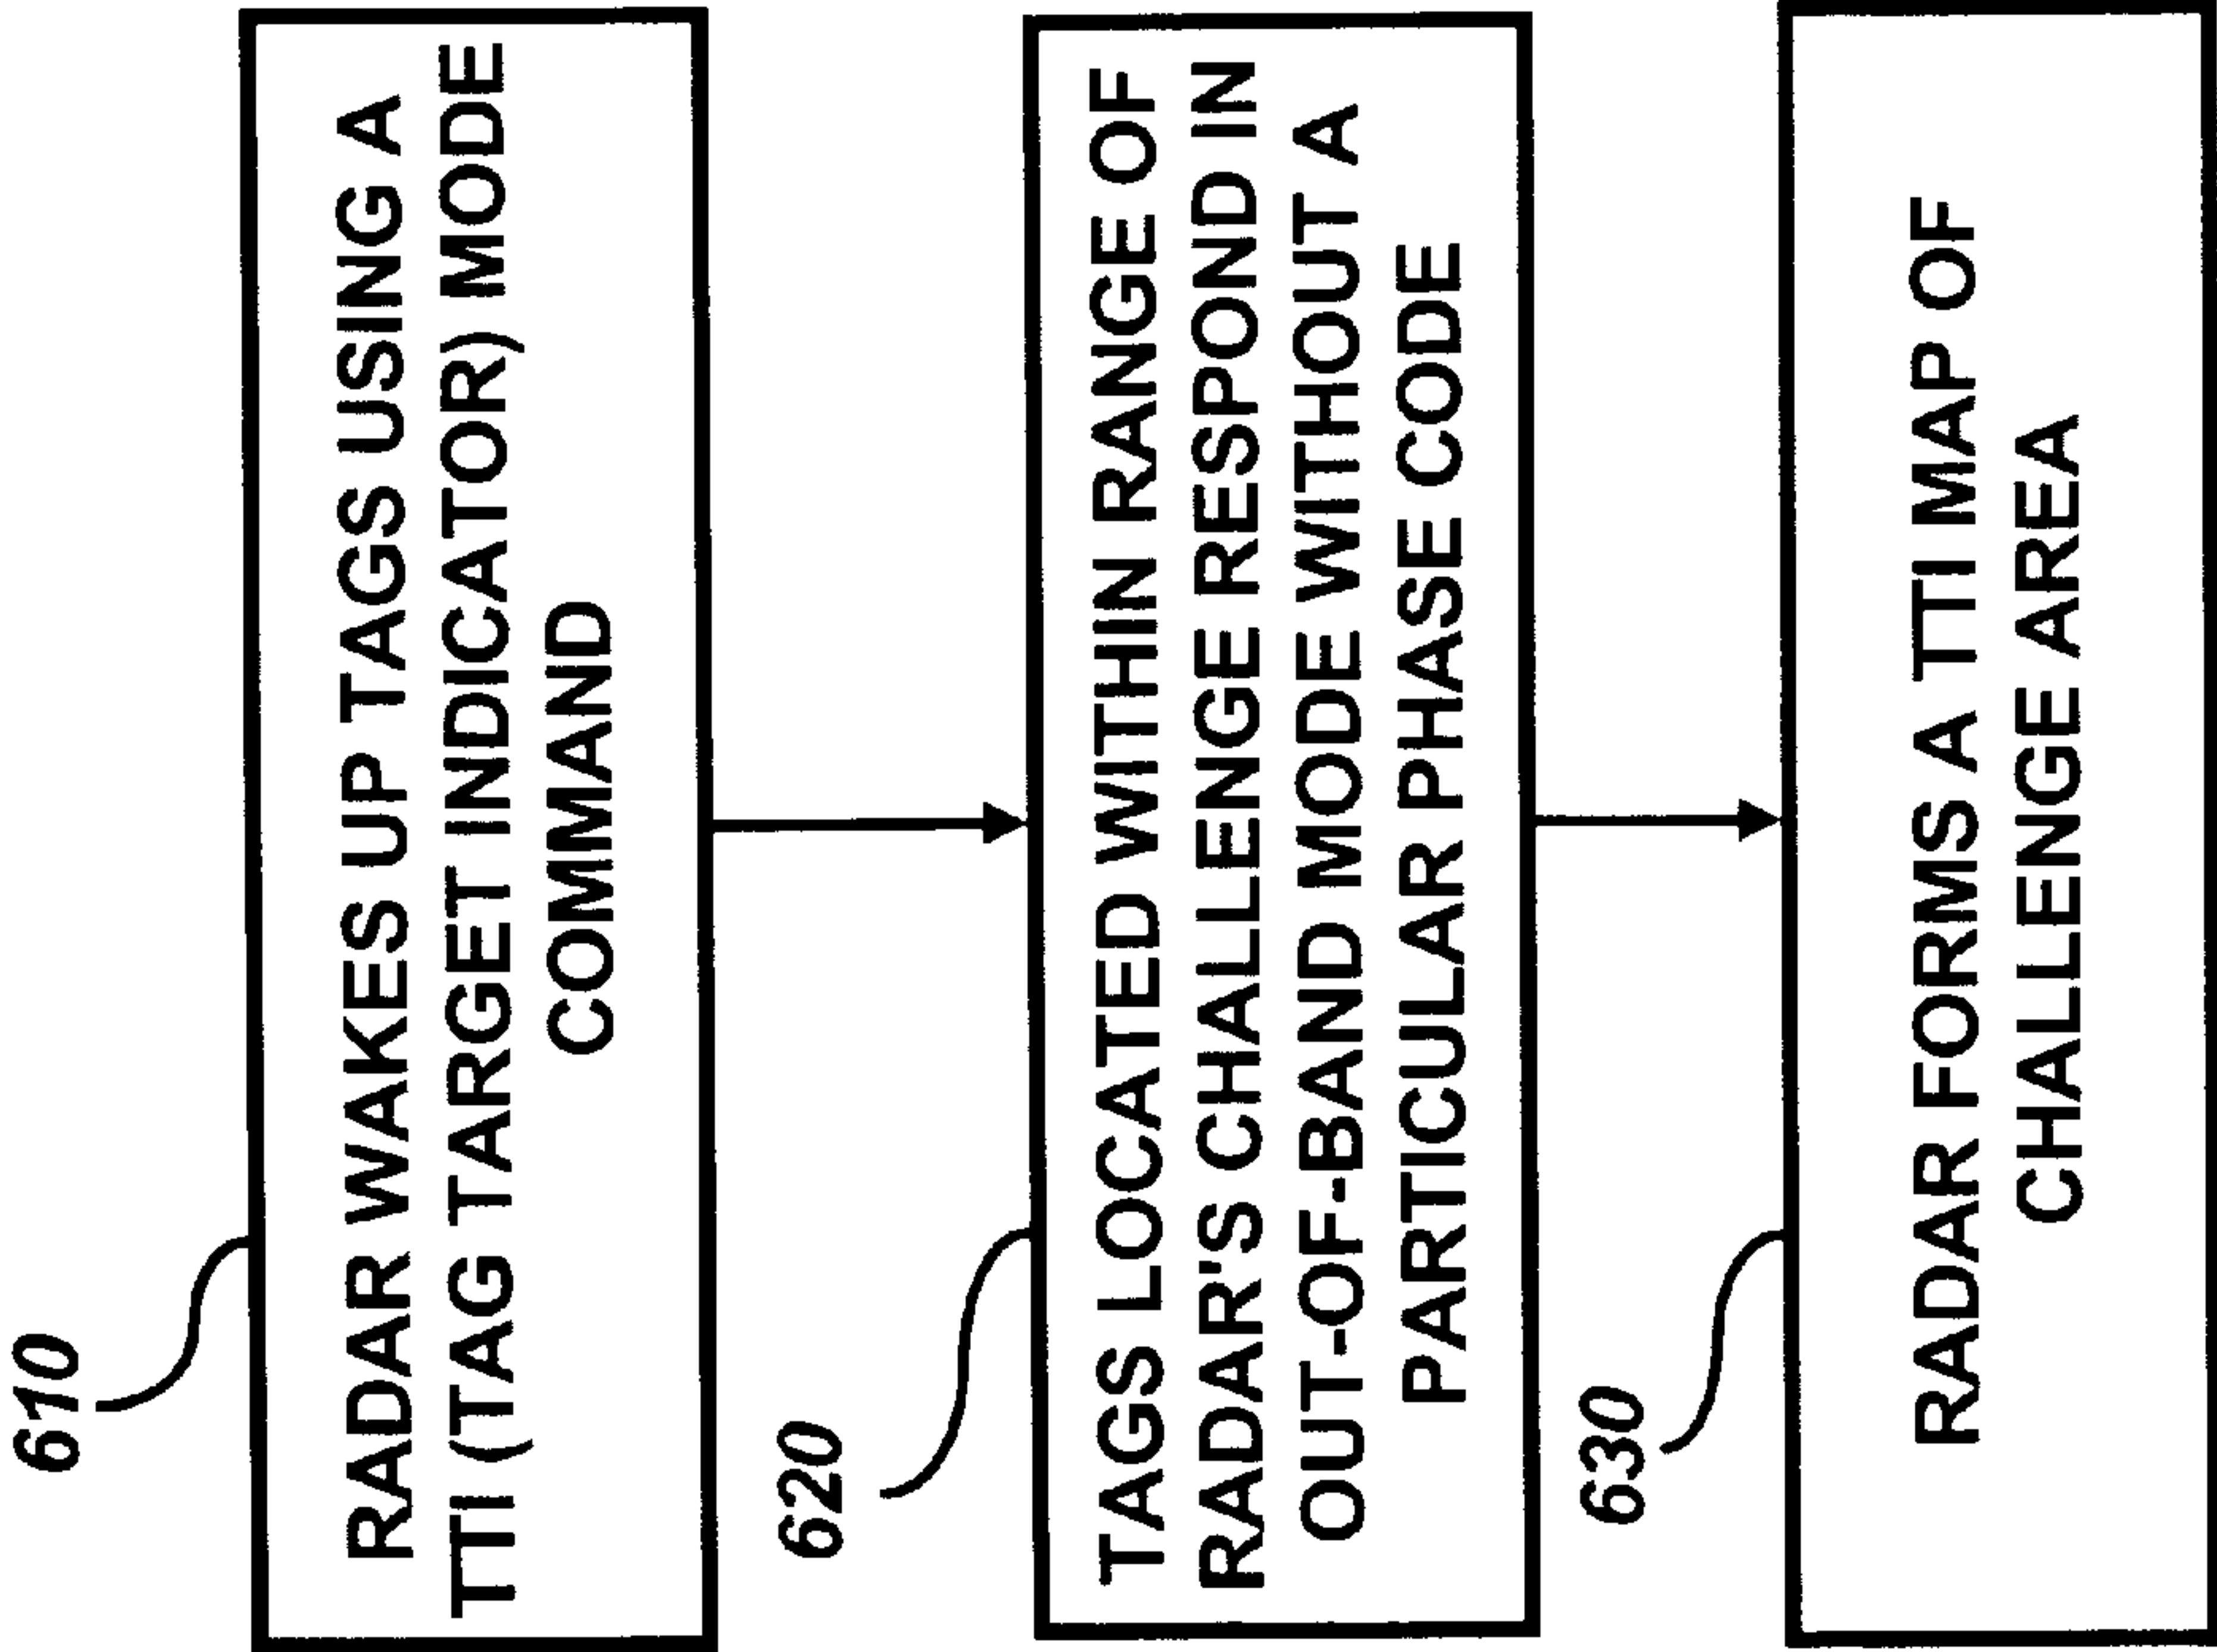 610
RADAR WAKES UP TAGS USING A
TTI (TAG TARGET INDICATOR) MODE
COMMAND
620
TAGS LOCATED WITHIN RANGE OF
RADAR'S CHALLENGE RESPOND IN
OUT-OF-BAND MODE WITHOUT A
PARTICULAR PHASE CODE
630
RADAR FORMS A TTI MAP OF
CHALLENGE AREA